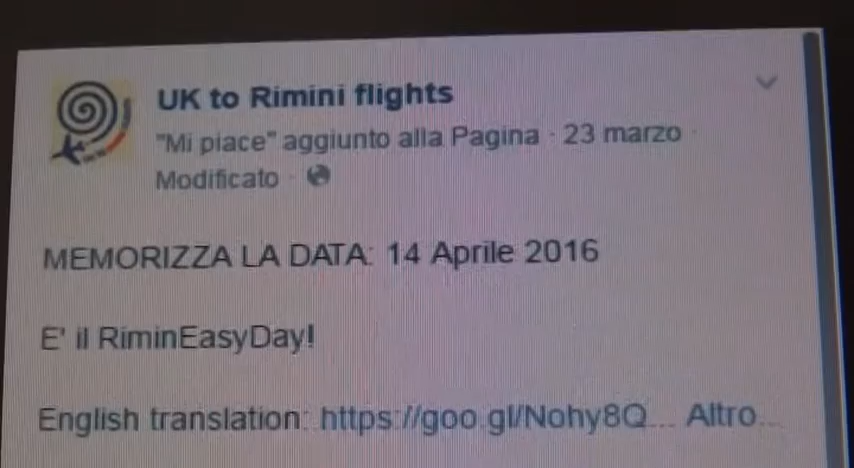 UK to Rimini flights
"Mi piace" aggiunto alla Pagina · 23 marzo ·
Modificato ·
MEMORIZZA LA DATA: 14 Aprile 2016
E' il RiminEasyDay!
English translation: https://goo.gl/Nohy8Q... Altro...